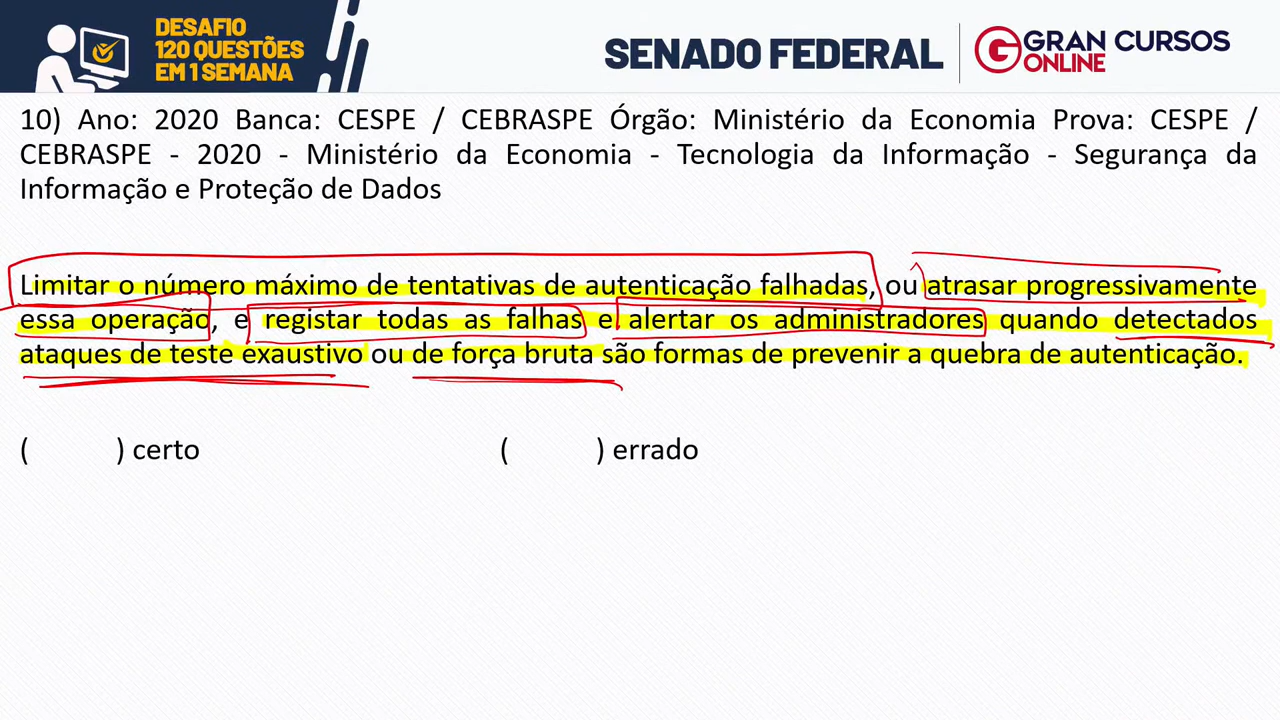 DESAFIO
120 QUESTÕES
EM 1 SEMANA
SENADO FEDERAL
GRAN CURSOS
ONLINE
10) Ano: 2020 Banca: CESPE / CEBRASPE Órgão: Ministério da Economia Prova: CESPE /
CEBRASPE - 2020 - Ministério da Economia - Tecnologia da Informação - Segurança da
Informação e Proteção de Dados
Limitar o número máximo de tentativas de autenticação falhadas, ou atrasar progressivamente
essa operação, e registar todas as falhas e alertar os administradores quando detectados
ataques de teste exaustivo ou de força bruta são formas de prevenir a quebra de autenticação.
( ) certo ( ) errado